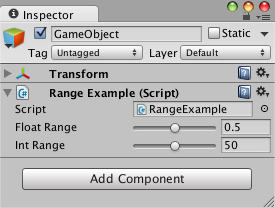 Inspector
GameObject Static
Tag Untagged Layer Default
Transform
Range Example (Script)
Script RangeExample
Float Range 0.5
Int Range 50
Add Component